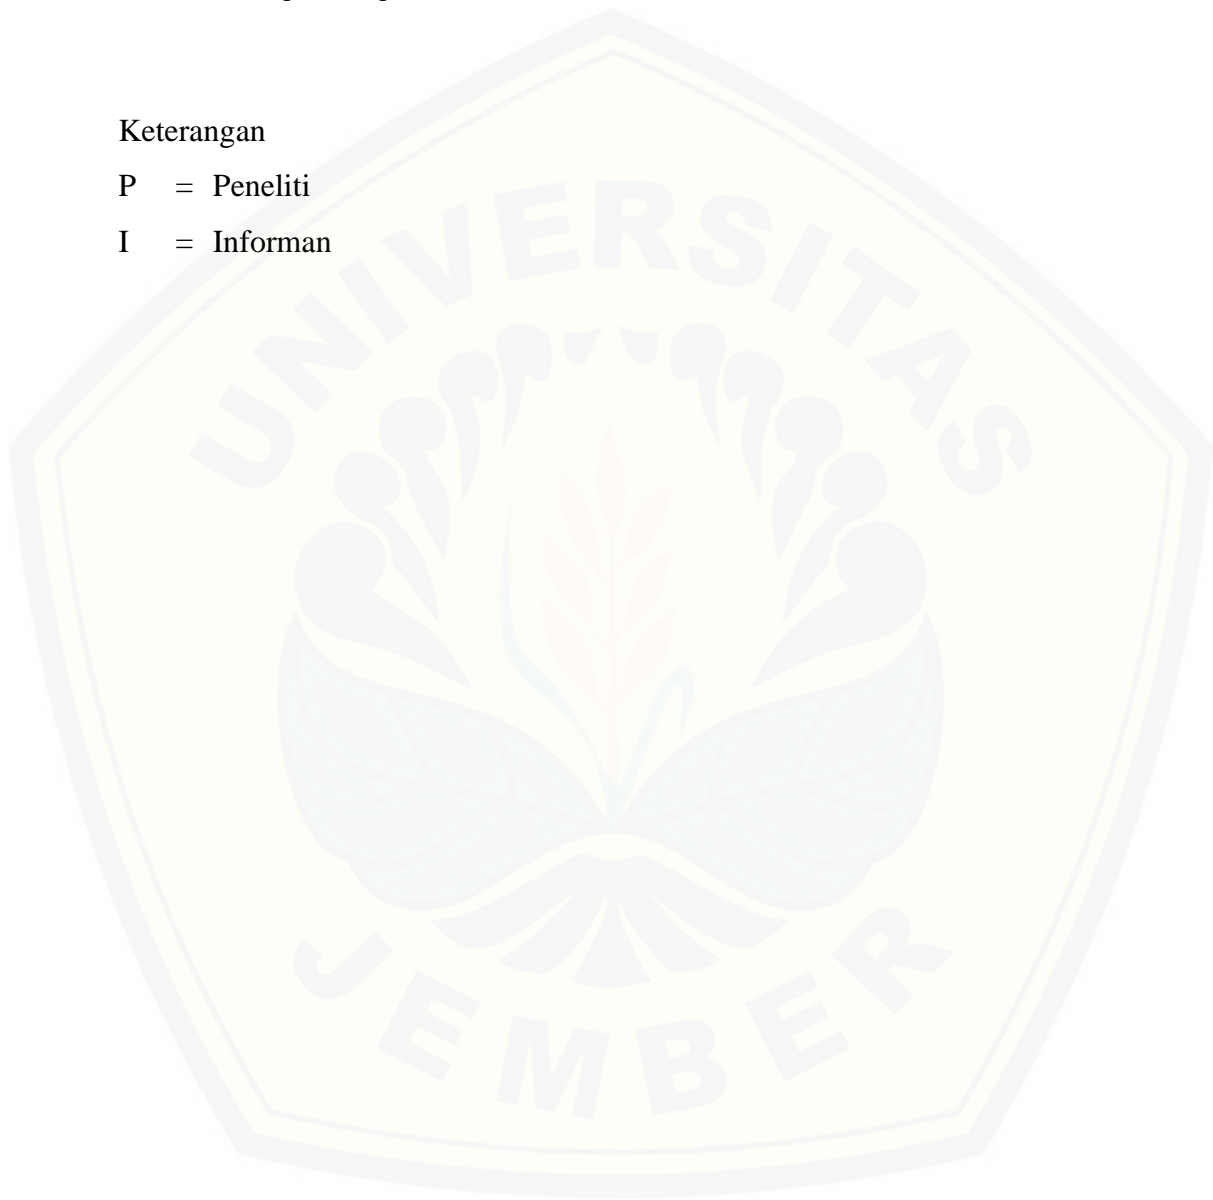 Keterangan
P = Peneliti
I = Informan
UNIVERSITAS
JEMBER